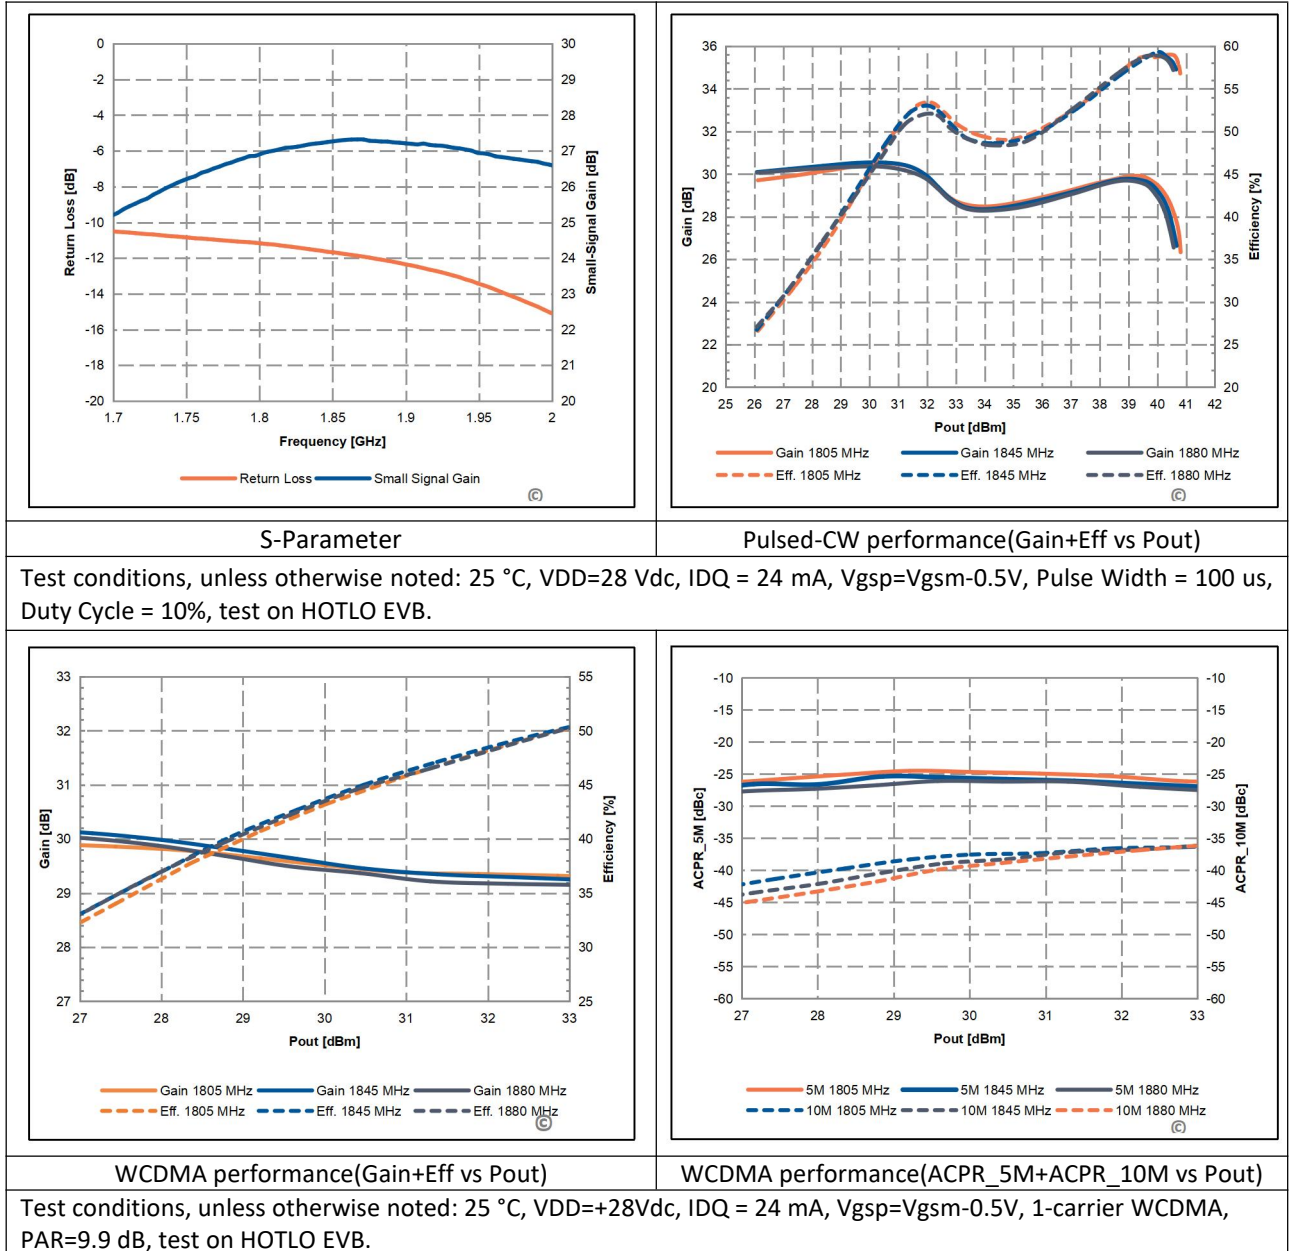 0
-2
-4
-6
-8
-10
-12
-14
-16
-18
-20
Return Loss [dB]
30
29
28
27
26
25
24
23
22
21
20
Small-Signal Gain [dB]
1.7 1.75 1.8 1.85 1.9 1.95 2
Frequency [GHz]
Return Loss Small Signal Gain
©
36
34
32
30
28
26
24
22
20
Gain [dB]
60
55
50
45
40
35
30
25
20
Efficiency [%]
25 26 27 28 29 30 31 32 33 34 35 36 37 38 39 40 41 42
Pout [dBm]
Gain 1805 MHz Gain 1845 MHz Gain 1880 MHz
Eff. 1805 MHz Eff. 1845 MHz Eff. 1880 MHz
©
S-Parameter
Pulsed-CW performance(Gain+Eff vs Pout)
Test conditions, unless otherwise noted: 25 °C, VDD=28 Vdc, IDQ = 24 mA, Vgsp=Vgsm-0.5V, Pulse Width = 100 us,
Duty Cycle = 10%, test on HOTLO EVB.
33
32
31
30
29
28
27
Gain [dB]
55
50
45
40
35
30
25
Efficiency [%]
27 28 29 30 31 32 33
Pout [dBm]
Gain 1805 MHz Gain 1845 MHz Gain 1880 MHz
Eff. 1805 MHz Eff. 1845 MHz Eff. 1880 MHz
©
-10
-15
-20
-25
-30
-35
-40
-45
-50
-55
-60
ACPR_5M [dBc]
-10
-15
-20
-25
-30
-35
-40
-45
-50
-55
-60
ACPR_10M [dBc]
27 28 29 30 31 32 33
Pout [dBm]
5M 1805 MHz 5M 1845 MHz 5M 1880 MHz
10M 1805 MHz 10M 1845 MHz 10M 1880 MHz
©
WCDMA performance(Gain+Eff vs Pout)
WCDMA performance(ACPR_5M+ACPR_10M vs Pout)
Test conditions, unless otherwise noted: 25 °C, VDD=+28Vdc, IDQ = 24 mA, Vgsp=Vgsm-0.5V, 1-carrier WCDMA,
PAR=9.9 dB, test on HOTLO EVB.